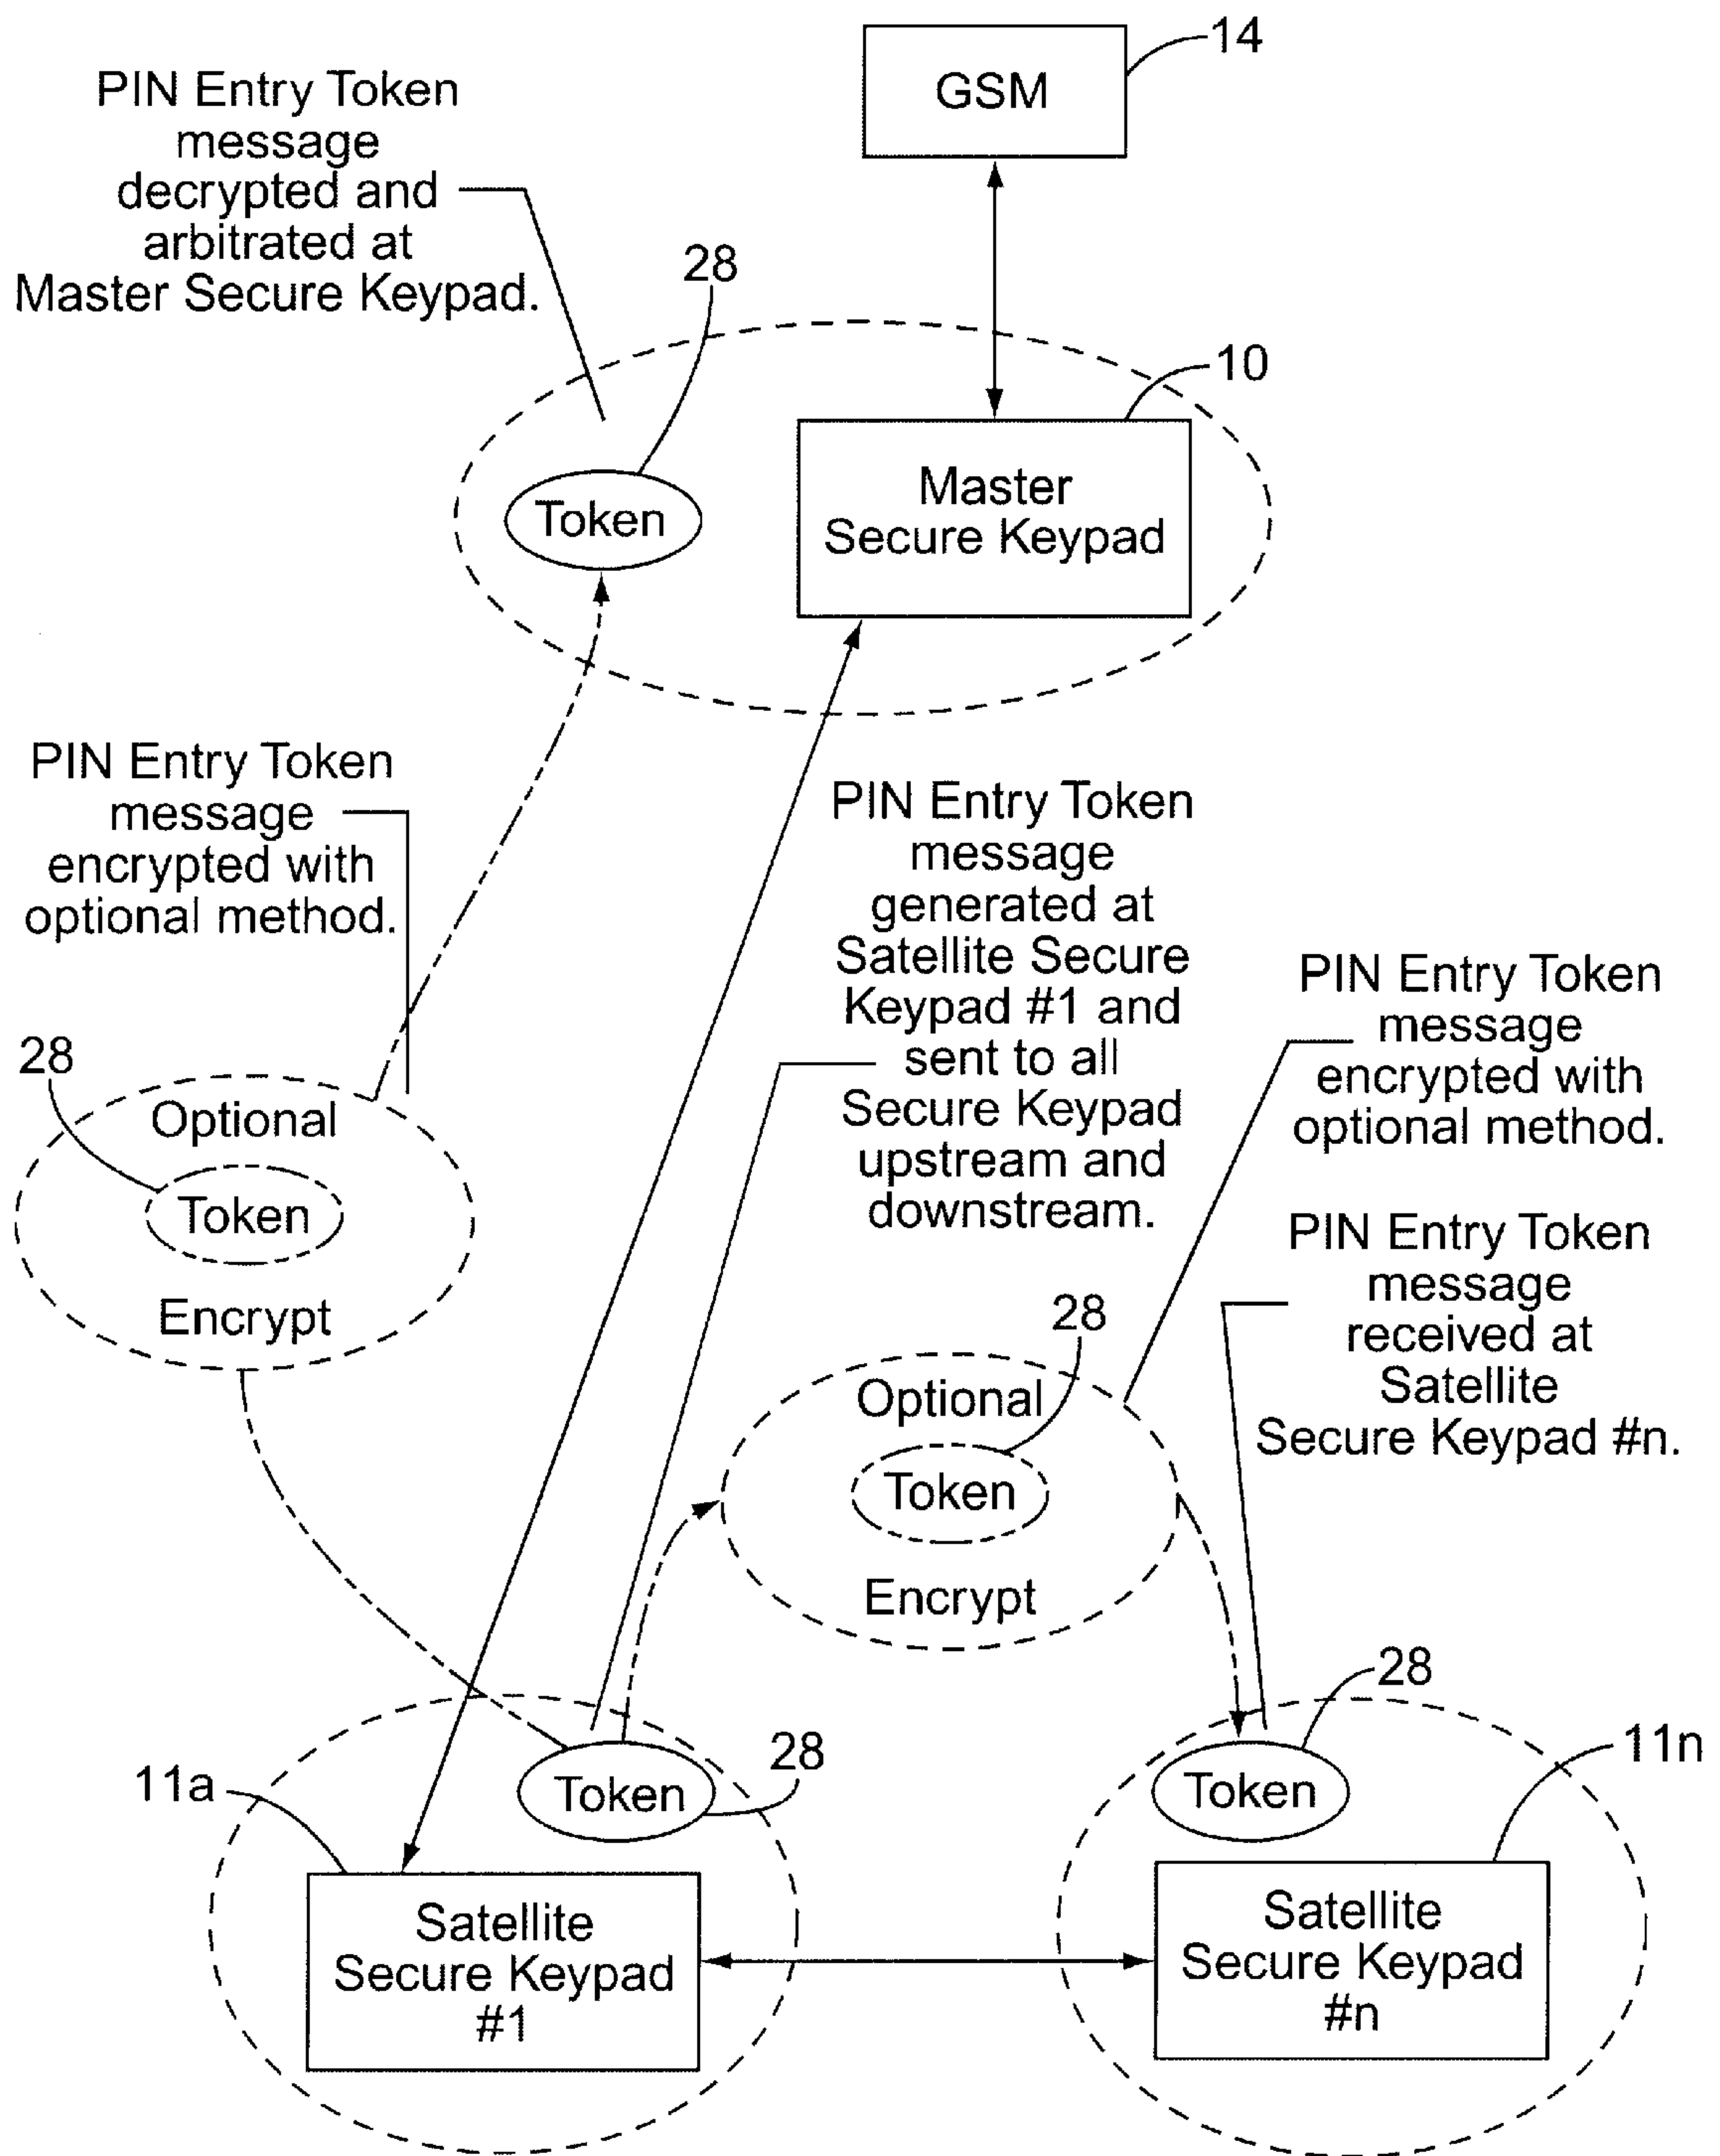 14
GSM
PIN Entry Token
message
decrypted and
arbitrated at
Master Secure Keypad.
28
10
Token
Master
Secure Keypad
PIN Entry Token
message
encrypted with
optional method.
PIN Entry Token
message
generated at
Satellite Secure
Keypad #1 and
sent to all
Secure Keypad
upstream and
downstream.
PIN Entry Token
message
encrypted with
optional method.
28
Optional
Token
Encrypt
PIN Entry Token
message
received at
Satellite
Secure Keypad #n.
28
Optional
Token
Encrypt
28
11a
Token
28
Token
11n
Satellite
Secure Keypad
#1
Satellite
Secure Keypad
#n